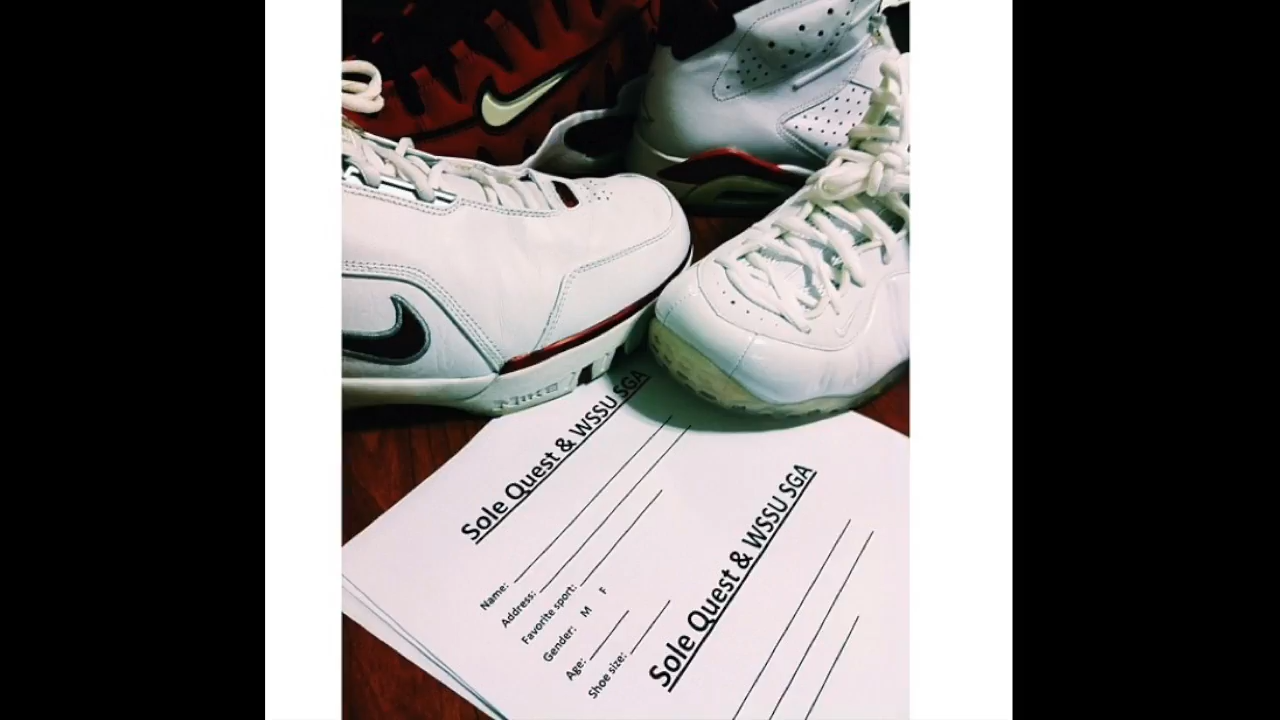 NIKE
Sole Quest & WSSU SGA
Name:
Address:
Favorite sport:
Gender: M F
Age:
Shoe size:
Sole Quest & WSSU SGA